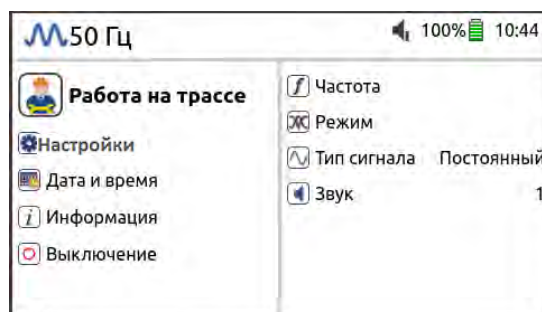 50 Гц 100% 10:44
Работа на трассе
Настройки
Дата и время
i Информация
Выключение
f Частота
Режим
Тип сигнала Постоянный
Звук 1